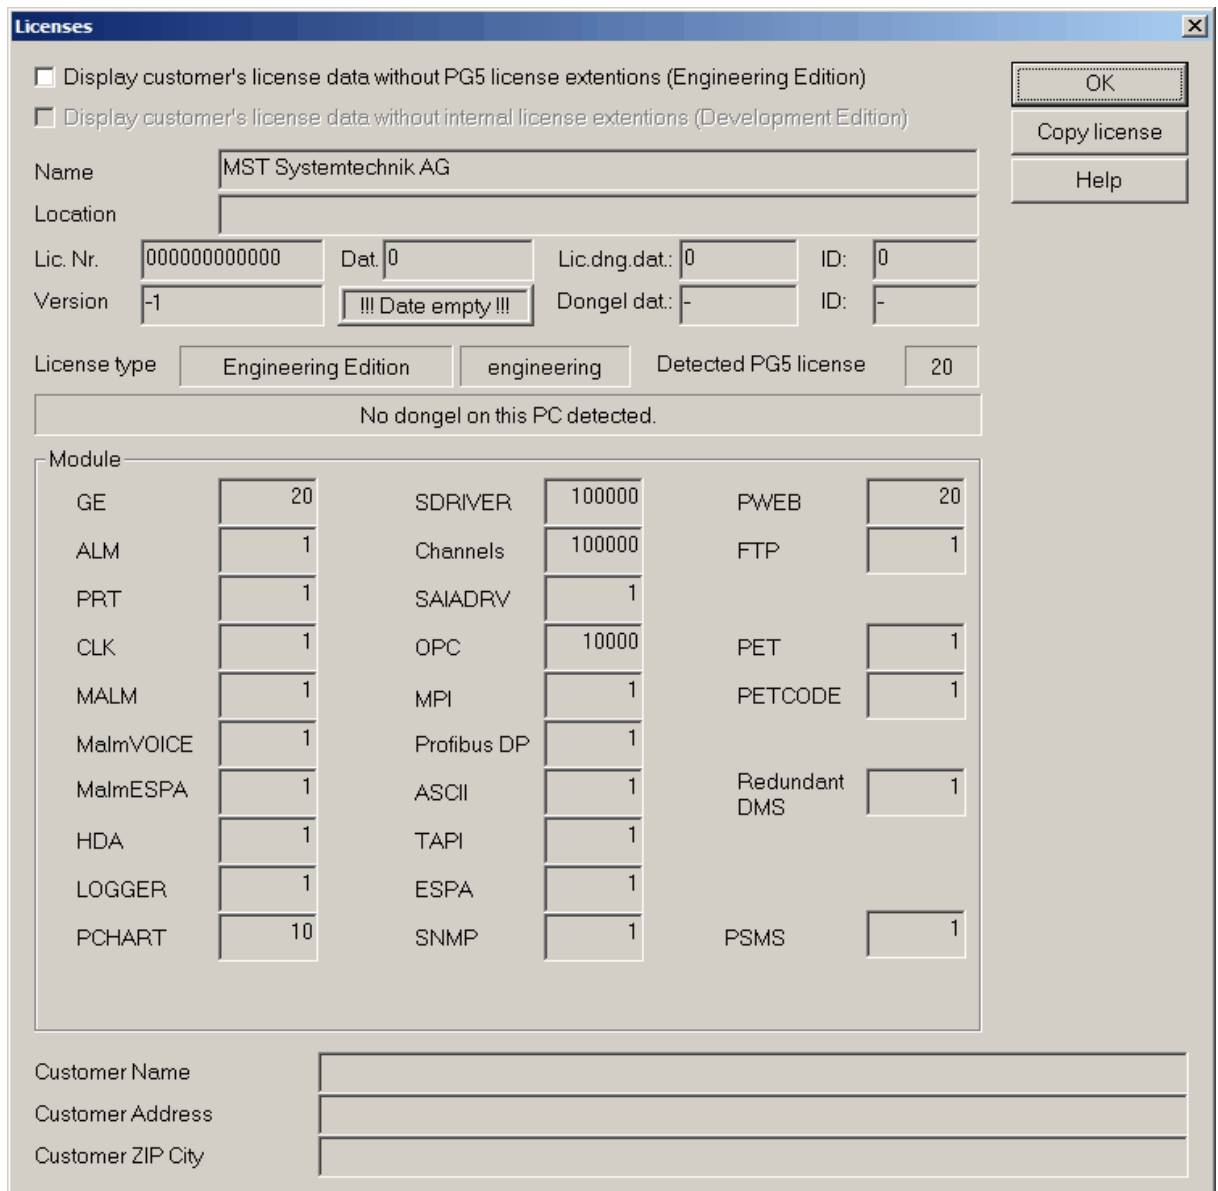 Licenses
Display customer's license data without PG5 license extentions (Engineering Edition)
OK
Display customer's license data without internal license extentions (Development Edition)
Copy license
Name MST Systemtechnik AG
Help
Location
Lic. Nr. 000000000000 Dat. 0 Lic.dng.dat.: 0 ID: 0
Version -1 !!! Date empty !!! Dongel dat.: - ID: -
License type Engineering Edition engineering Detected PG5 license 20
No dongel on this PC detected.
Module
GE 20 SDRIVER 100000 PWEB 20
ALM 1 Channels 100000 FTP 1
PRT 1 SAIADRV 1
CLK 1 OPC 10000 PET 1
MALM 1 MPI 1 PETCODE 1
MalmVOICE 1 Profibus DP 1
MalmESPA 1 ASCII 1 Redundant DMS 1
HDA 1 TAPI 1
LOGGER 1 ESPA 1
PCHART 10 SNMP 1 PSMS 1
Customer Name
Customer Address
Customer ZIP City